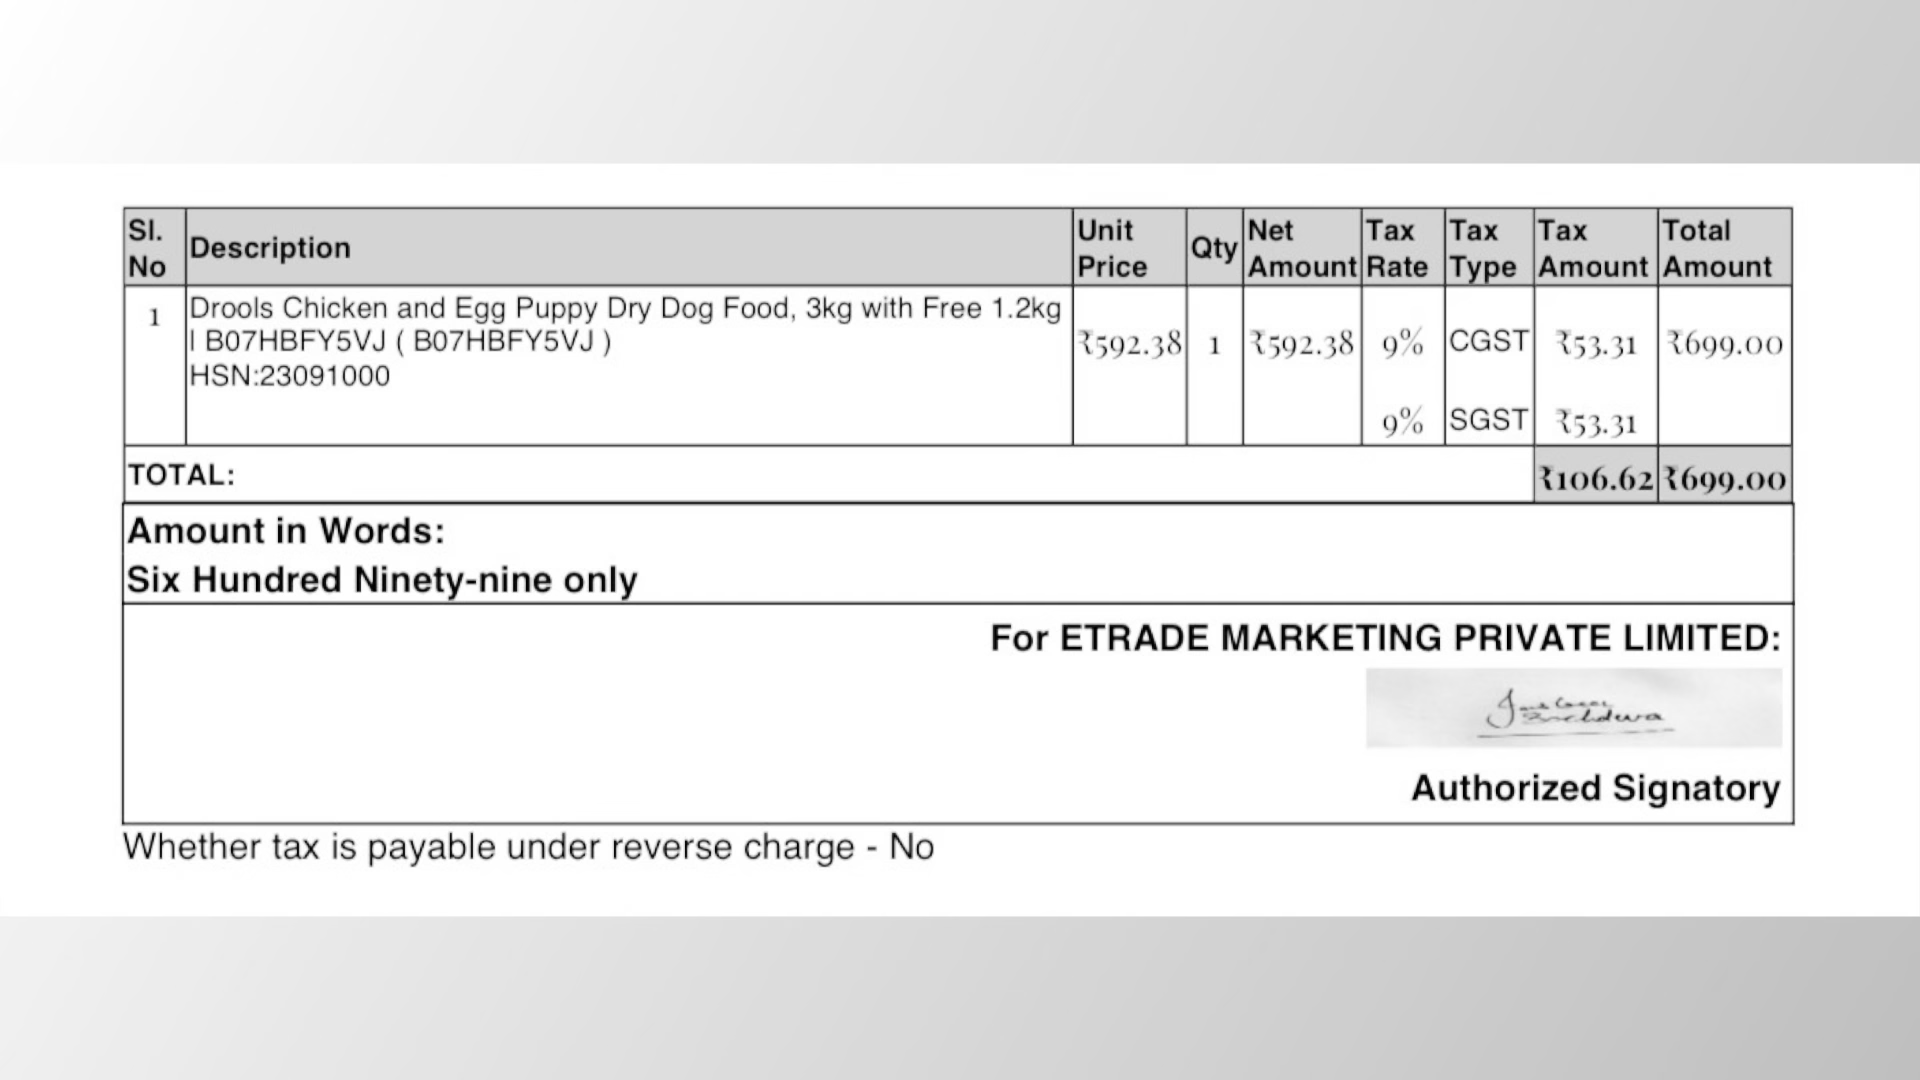 Sl. No Description Unit Price Qty Net Amount Tax Rate Tax Type Tax Amount Total Amount
1 Drools Chicken and Egg Puppy Dry Dog Food, 3kg with Free 1.2kg
| B07HBFY5VJ ( B07HBFY5VJ ) ₹592.38 1 ₹592.38 9% CGST ₹53.31 ₹699.00
HSN:23091000
9% SGST ₹53.31
TOTAL: ₹106.62 ₹699.00
Amount in Words:
Six Hundred Ninety-nine only
For ETRADE MARKETING PRIVATE LIMITED:
Authorized Signatory
Whether tax is payable under reverse charge - No